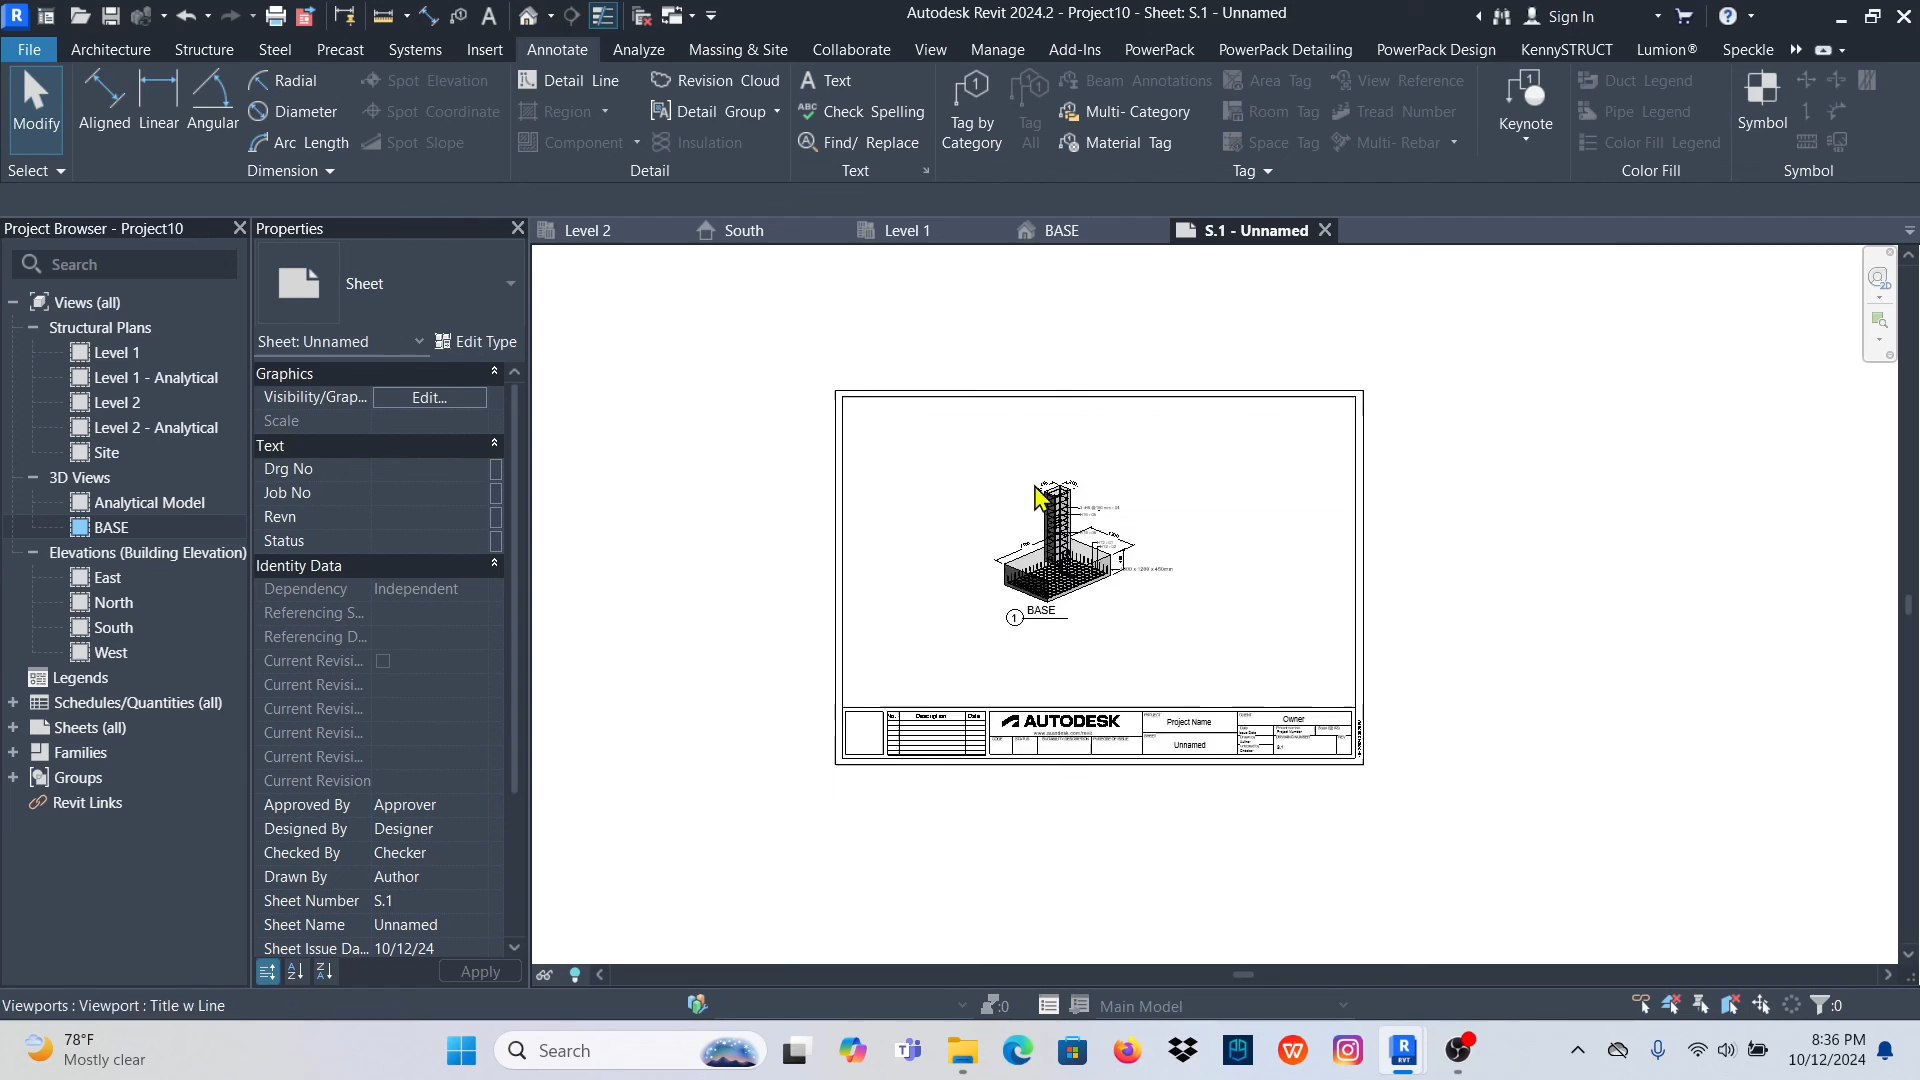 Autodesk Revit 2024.2 - Project10 - Sheet: S.1 - Unnamed
Sign In
File Architecture Structure Steel Precast Systems Insert Annotate Analyze Massing & Site Collaborate View Manage Add-Ins PowerPack PowerPack Detailing PowerPack Design KennySTRUCT Lumion® Speckle
Modify
Aligned Linear Angular
Radial
Diameter
Arc Length
Spot Elevation
Spot Coordinate
Spot Slope
Detail Line
Region
Component
Revision Cloud
Detail Group
Insulation
Text
Check Spelling
Find/ Replace
Tag by Category
Tag All
Beam Annotations
Multi- Category
Material Tag
Area Tag
Room Tag
Space Tag
View Reference
Tread Number
Multi- Rebar
Keynote
Duct Legend
Pipe Legend
Color Fill Legend
Symbol
Select Dimension Detail Text Tag Color Fill Symbol
Project Browser - Project10
Search
Views (all)
Structural Plans
Level 1
Level 1 - Analytical
Level 2
Level 2 - Analytical
Site
3D Views
Analytical Model
BASE
Elevations (Building Elevation)
East
North
South
West
Legends
Schedules/Quantities (all)
Sheets (all)
Families
Groups
Revit Links
Properties
Sheet
Sheet: Unnamed Edit Type
Graphics
Visibility/Grap... Edit...
Scale
Text
Drg No
Job No
Revn
Status
Identity Data
Dependency Independent
Referencing S...
Referencing D...
Current Revisi...
Current Revisi...
Current Revisi...
Current Revisi...
Current Revisi...
Current Revision
Approved By Approver
Designed By Designer
Checked By Checker
Drawn By Author
Sheet Number S.1
Sheet Name Unnamed
Sheet Issue Da... 10/12/24
Apply
Level 2 South Level 1 BASE S.1 - Unnamed
2D
BASE
1
No. Description Date
AUTODESK
www.autodesk.com/revit
Project Name
Unnamed
Owner
S.1
Viewports : Viewport : Title w Line
:0
Main Model
:0
78°F
Mostly clear
Search
8:36 PM
10/12/2024